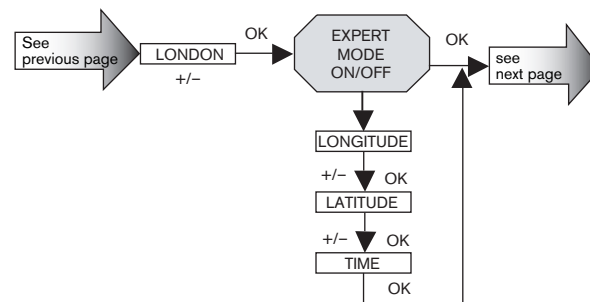 See
previous page
LONDON
+/–
OK
EXPERT
MODE
ON/OFF
OK
see
next page
LONGITUDE
+/– OK
LATITUDE
+/– OK
TIME
OK